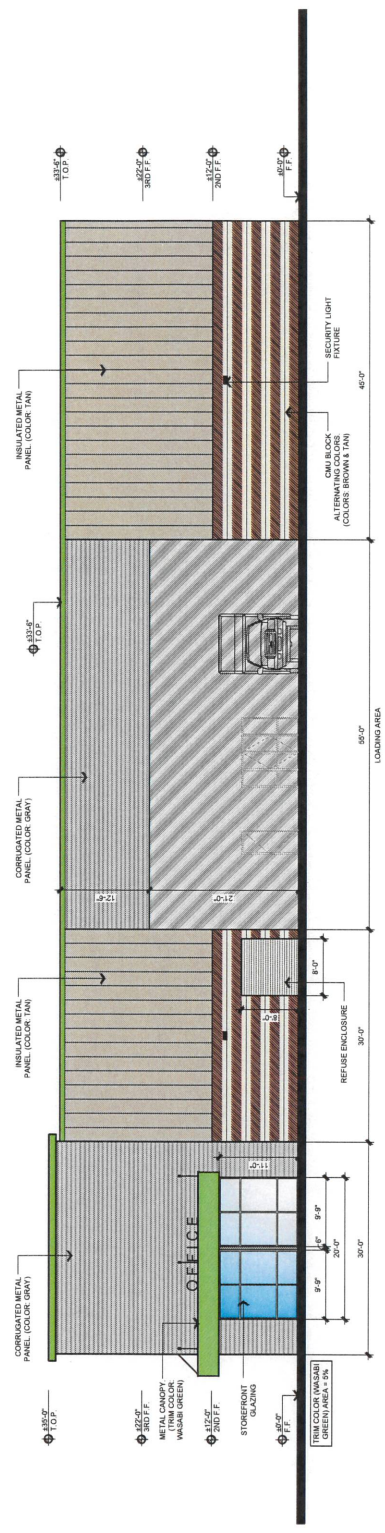 ±35'-0"
T.O.P.
±22'-0"
3RD F.F.
±12'-0"
2ND F.F.
±0'-0"
F.F.
TRIM COLOR (WASABI
GREEN) AREA = 5%
CORRUGATED METAL
PANEL (COLOR: GRAY)
METAL CANOPY
(TRIM COLOR:
WASABI GREEN)
STOREFRONT
GLAZING
OFFICE
11'-0"
9'-9"
6"
9'-9"
20'-0"
30'-0"
INSULATED METAL
PANEL (COLOR: TAN)
8'-0"
8'-0"
REFUSE ENCLOSURE
30'-0"
CORRUGATED METAL
PANEL (COLOR: GRAY)
12'-6"
21'-0"
±33'-6"
T.O.P.
55'-0"
LOADING AREA
INSULATED METAL
PANEL (COLOR: TAN)
SECURITY LIGHT
FIXTURE
CMU BLOCK
ALTERNATING COLORS:
(COLORS: BROWN & TAN)
45'-0"
±33'-6"
T.O.P.
±22'-0"
3RD F.F.
±12'-0"
2ND F.F.
±0'-0"
F.F.